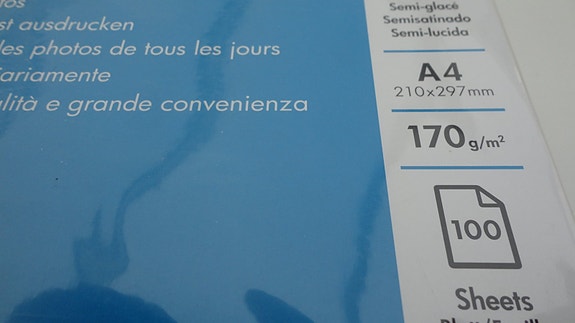 st ausdrucken
les photos de tous les jours
ariamente
alità e grande convenienza
Semi-glacé
Semisatinado
Semi-lucida
A4
210x297mm
170g/m²
100
Sheets